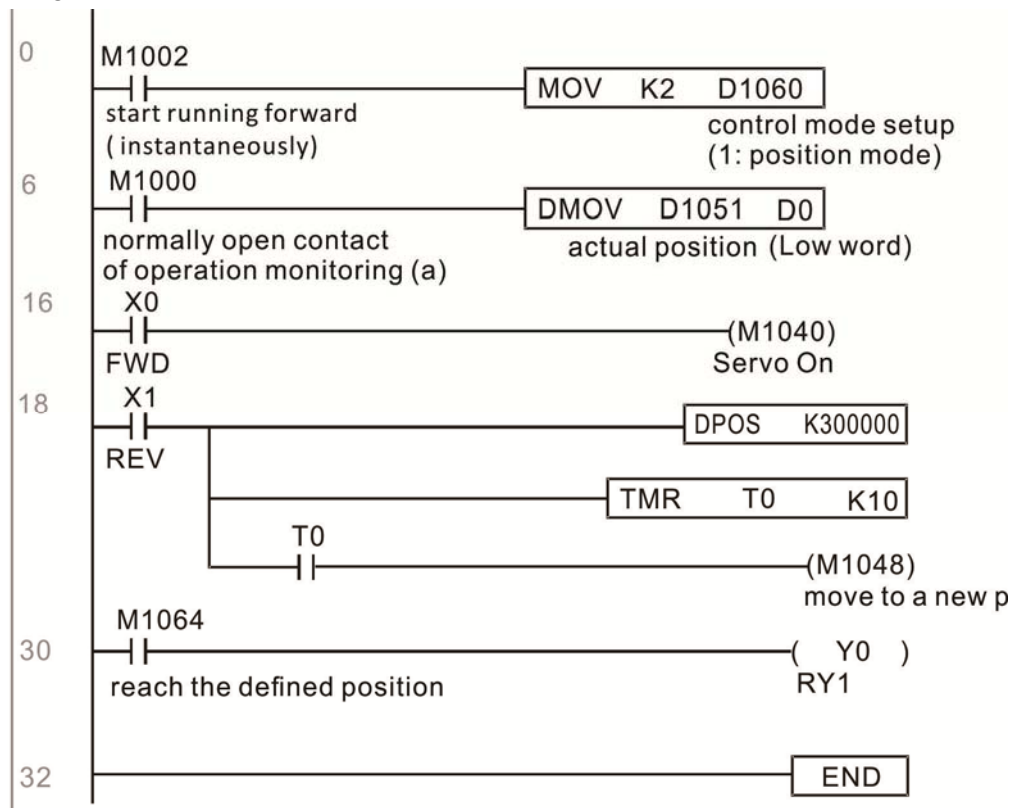 0
M1002
MOV K2 D1060
start running forward
( instantaneously)
control mode setup
(1: position mode)
6
M1000
DMOV D1051 D0
normally open contact
of operation monitoring (a)
actual position (Low word)
16
X0
(M1040)
FWD
Servo On
18
X1
DPOS K300000
REV
TMR T0 K10
T0
(M1048)
move to a new p
M1064
30
( Y0 )
reach the defined position
RY1
32
END